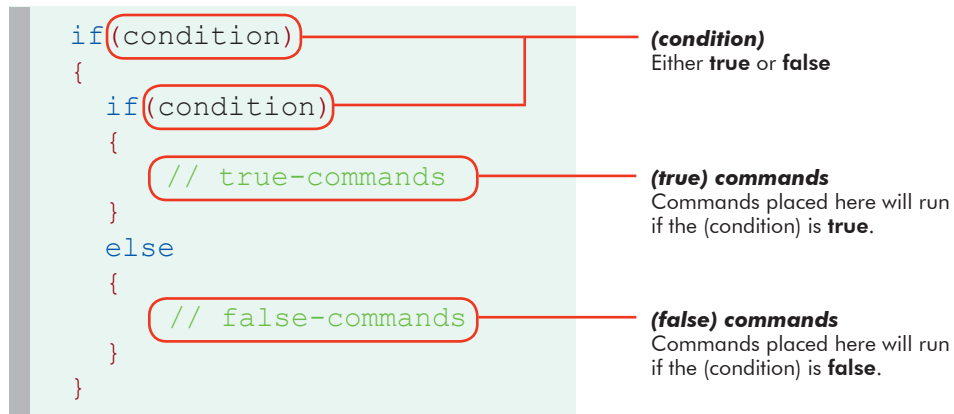 if(condition)
{
if(condition)
{
// true-commands
}
else
{
// false-commands
}
}
(condition)
Either true or false
(true) commands
Commands placed here will run
if the (condition) is true.
(false) commands
Commands placed here will run
if the (condition) is false.